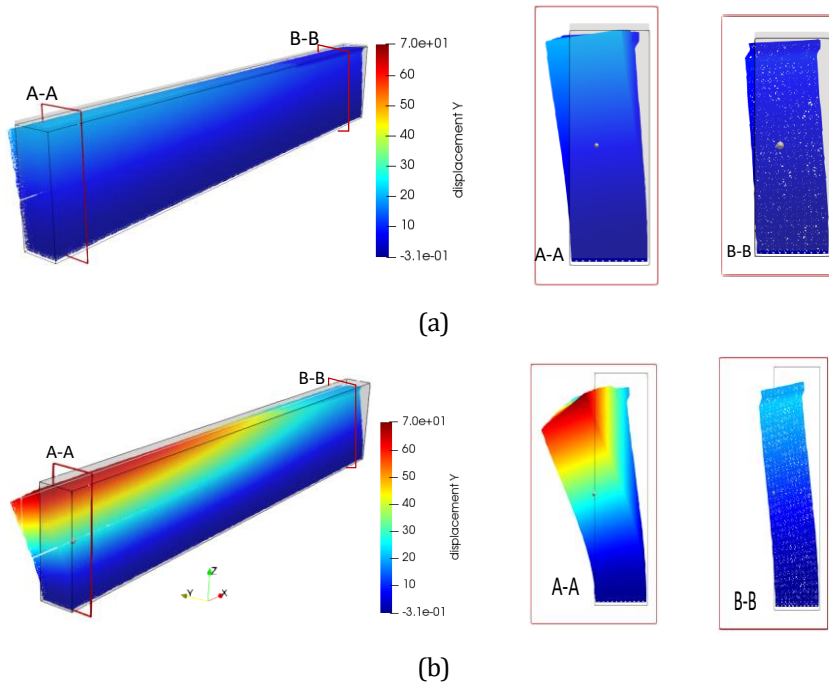 B-B
A-A
7.0e+01
60
50
40
30
20
10
-3.1e-01
displacement Y
A-A
B-B
(a)
B-B
A-A
7.0e+01
60
50
40
30
20
10
-3.1e-01
displacement Y
Z
Y
X
A-A
B-B
(b)